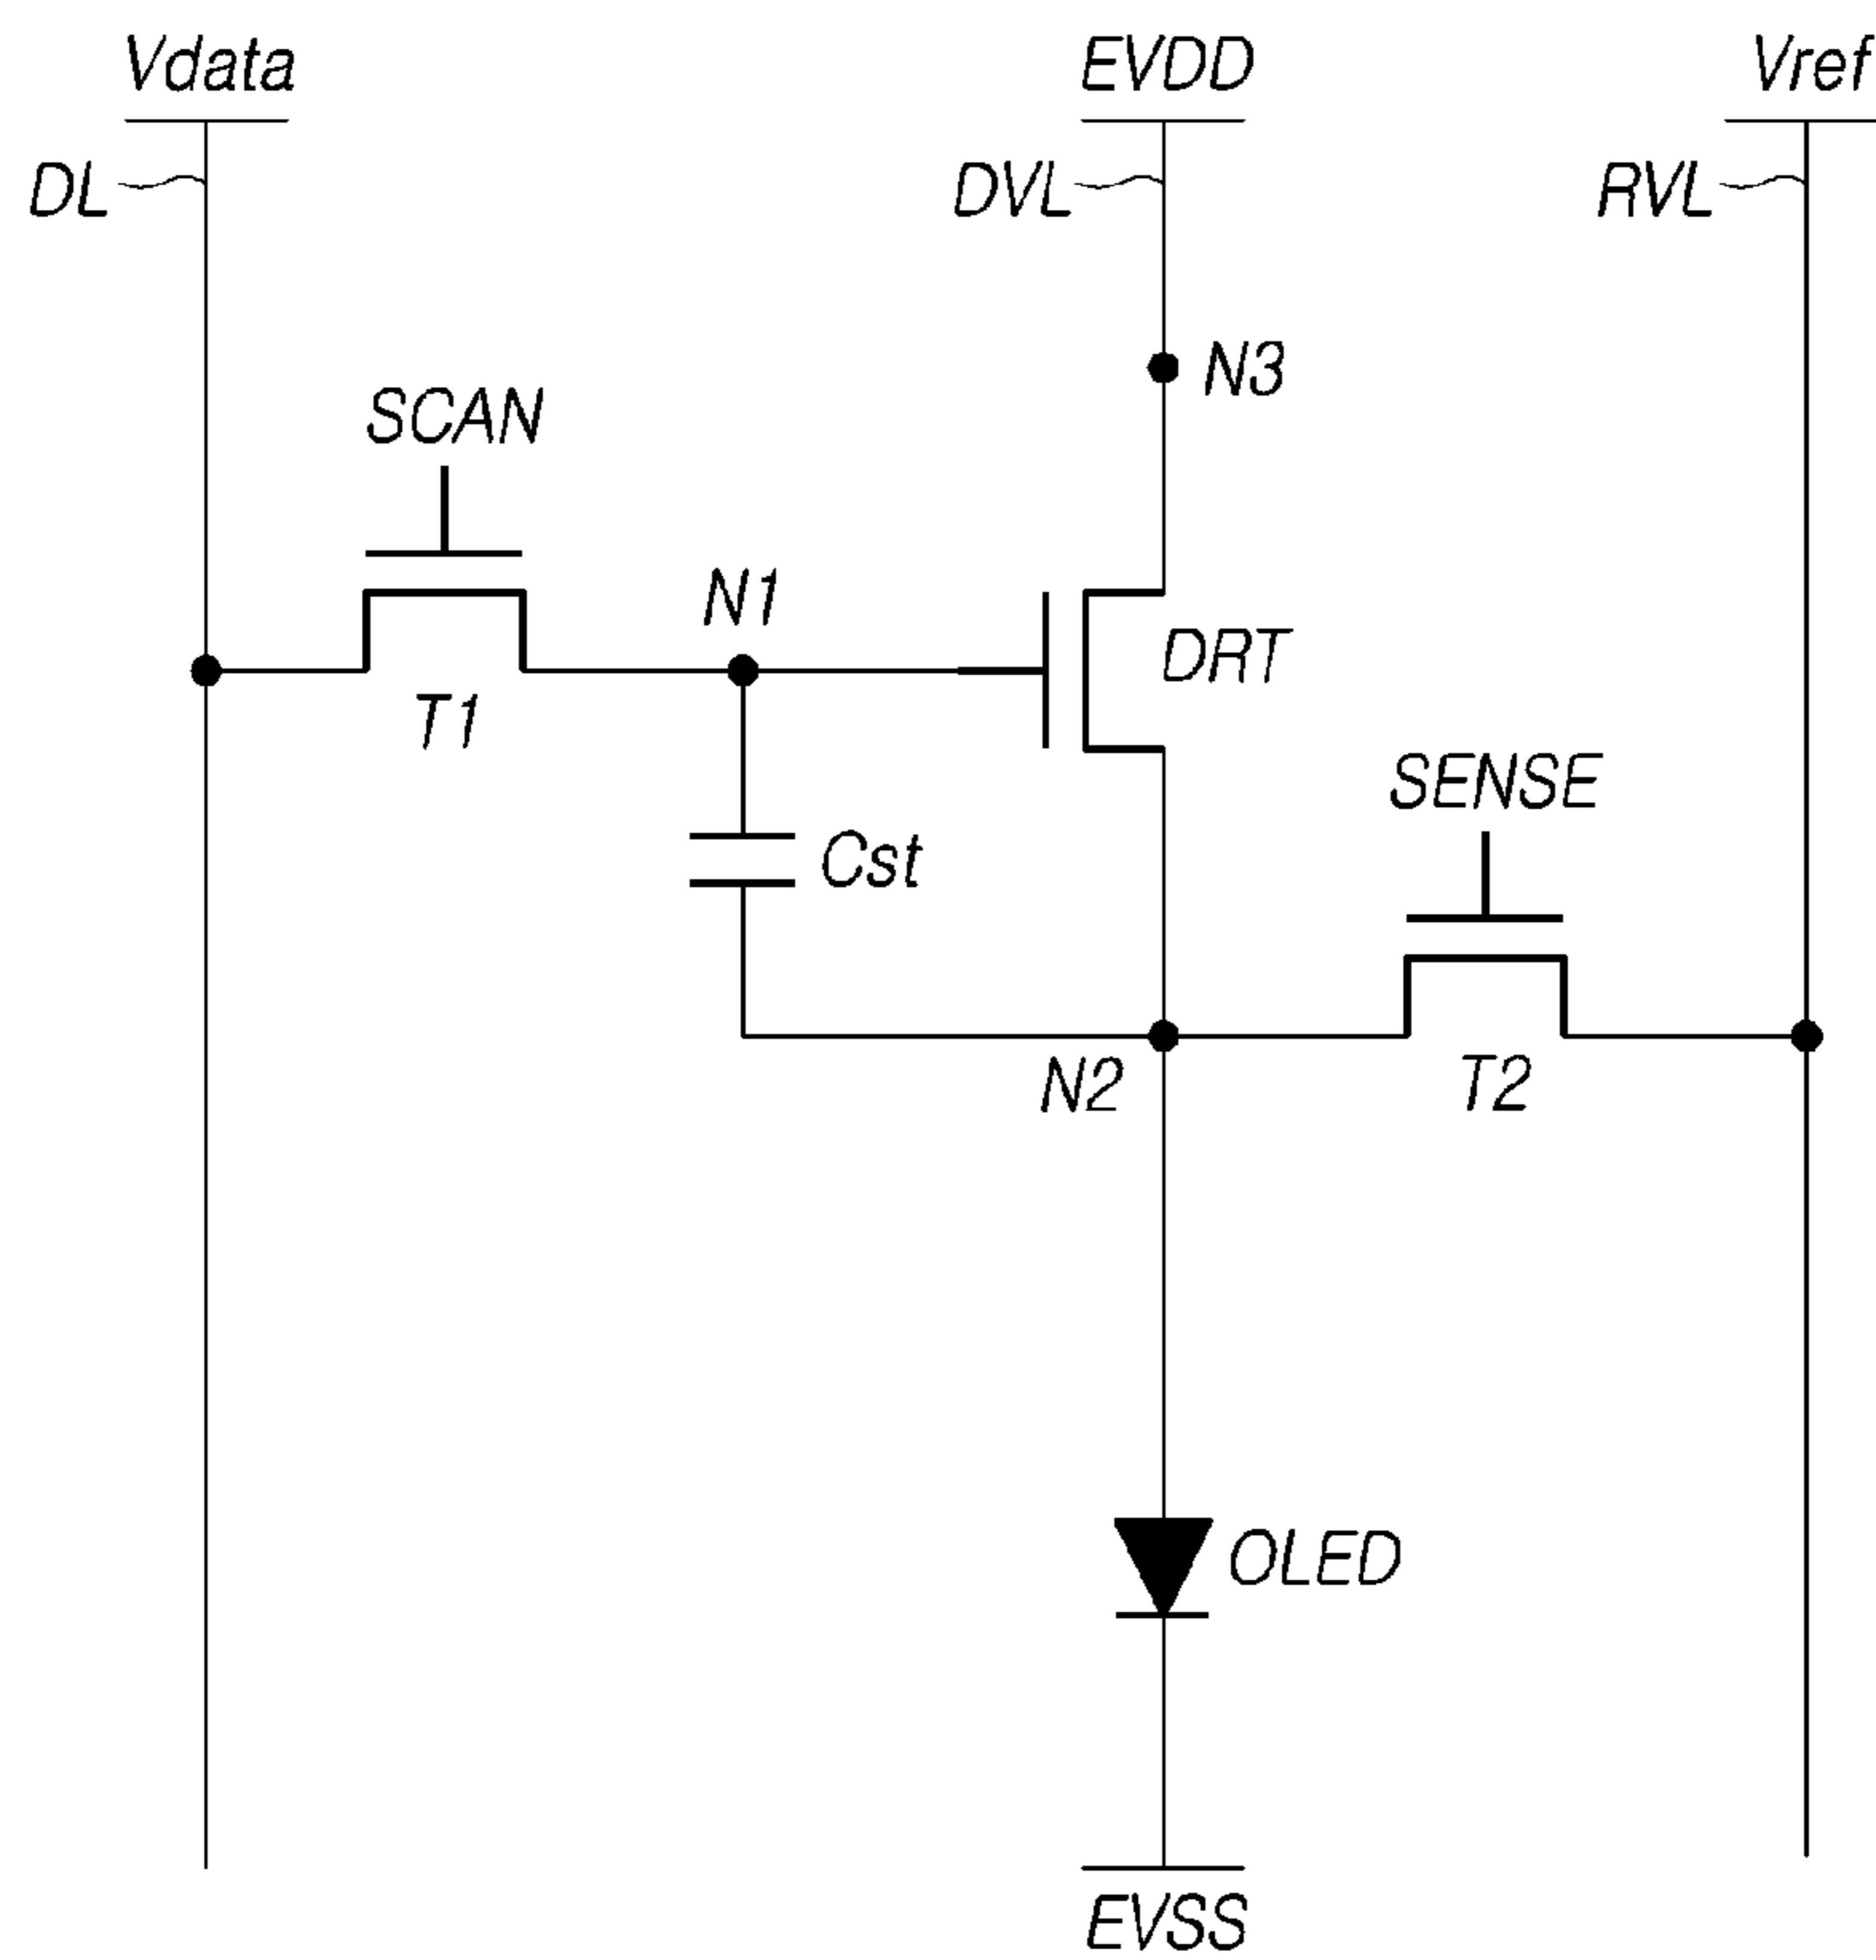 Vdata
EVDD
Vref
DL
DVL
RVL
N3
SCAN
N1
DRT
T1
SENSE
Cst
N2
T2
OLED
EVSS